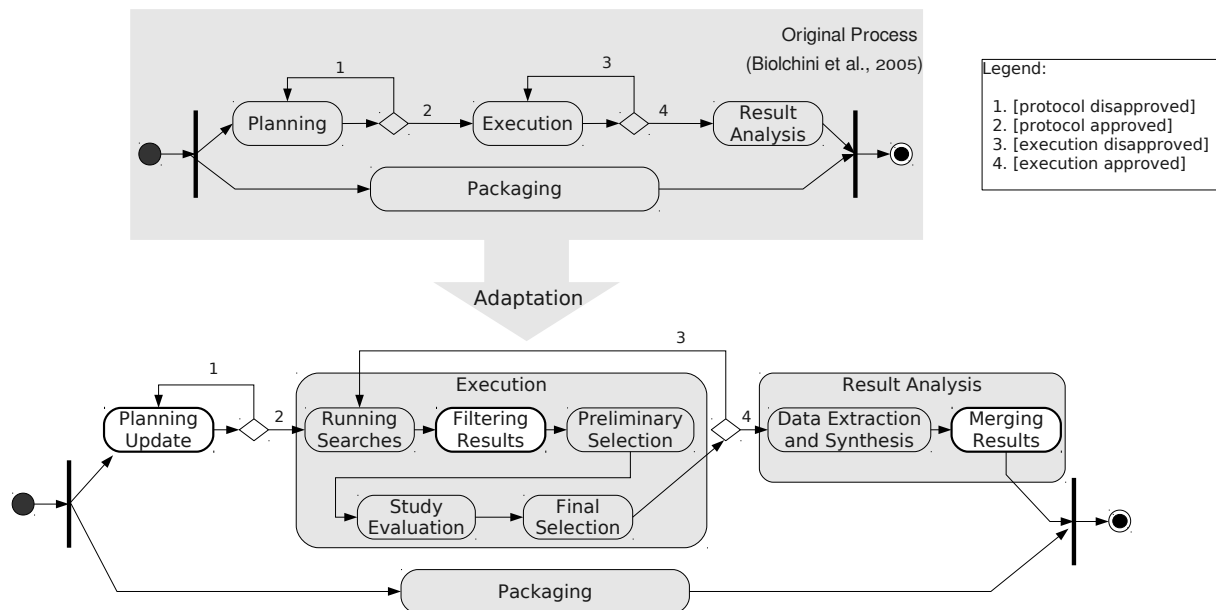 Original Process
(Biolchini et al., 2005)
1
3
Planning
2
Execution
4
Result
Analysis
Packaging
Legend:
1. [protocol disapproved]
2. [protocol approved]
3. [execution disapproved]
4. [execution approved]
Adaptation
3
1
Execution
Result Analysis
Planning
Update
2
Running
Searches
Filtering
Results
Preliminary
Selection
4
Data Extraction
and Synthesis
Merging
Results
Study
Evaluation
Final
Selection
Packaging